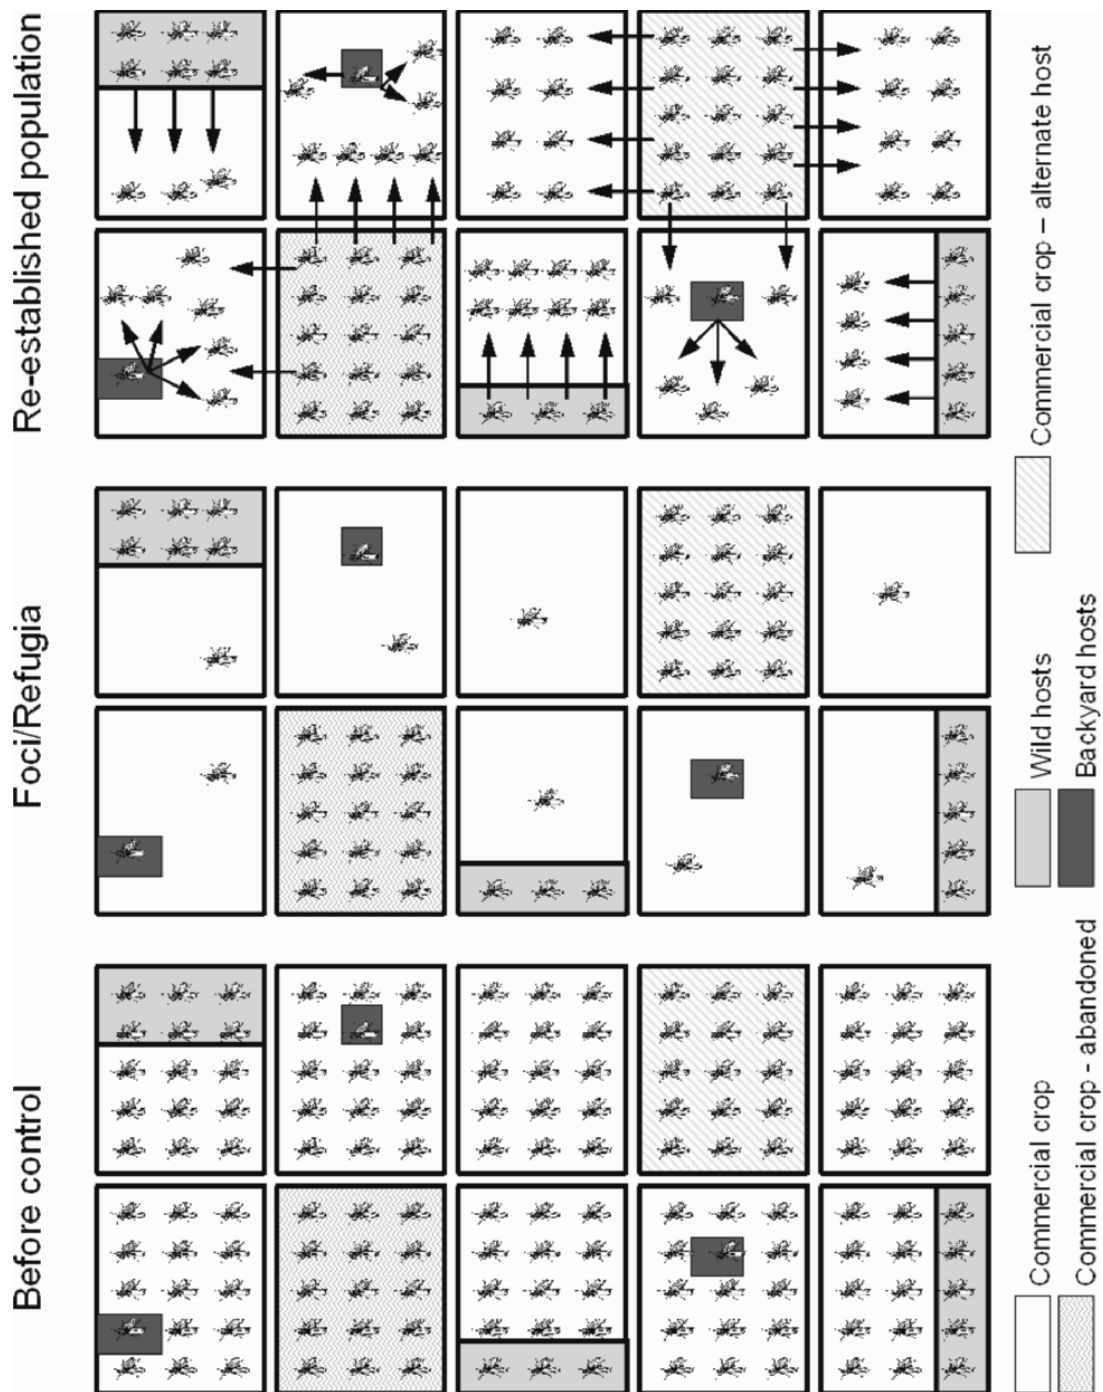 Before control
Foci/Refugia
Re-established population
Commercial crop
Commercial crop - abandoned
Wild hosts
Backyard hosts
Commercial crop – alternate host